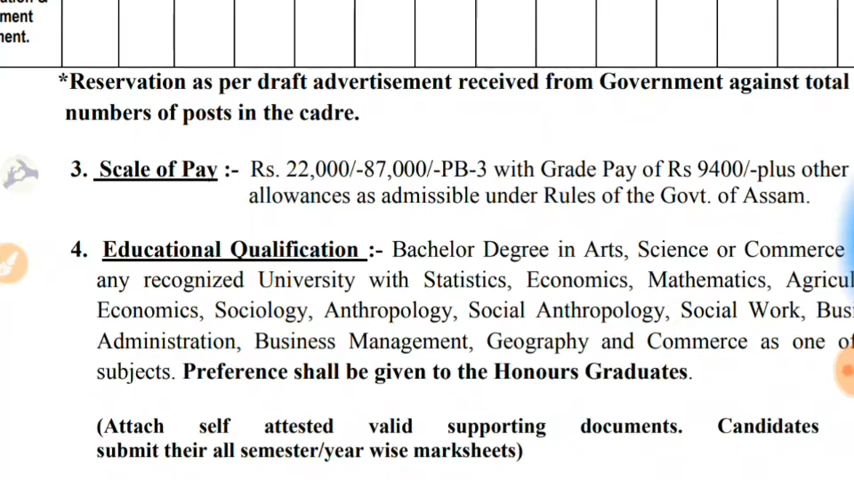 ment
nent.
*Reservation as per draft advertisement received from Government against total
numbers of posts in the cadre.
3. Scale of Pay :- Rs. 22,000/-87,000/-PB-3 with Grade Pay of Rs 9400/-plus other
allowances as admissible under Rules of the Govt. of Assam.
4. Educational Qualification :- Bachelor Degree in Arts, Science or Commerce
any recognized University with Statistics, Economics, Mathematics, Agricul
Economics, Sociology, Anthropology, Social Anthropology, Social Work, Bus
Administration, Business Management, Geography and Commerce as one of
subjects. Preference shall be given to the Honours Graduates.
(Attach self attested valid supporting documents. Candidates
submit their all semester/year wise marksheets)